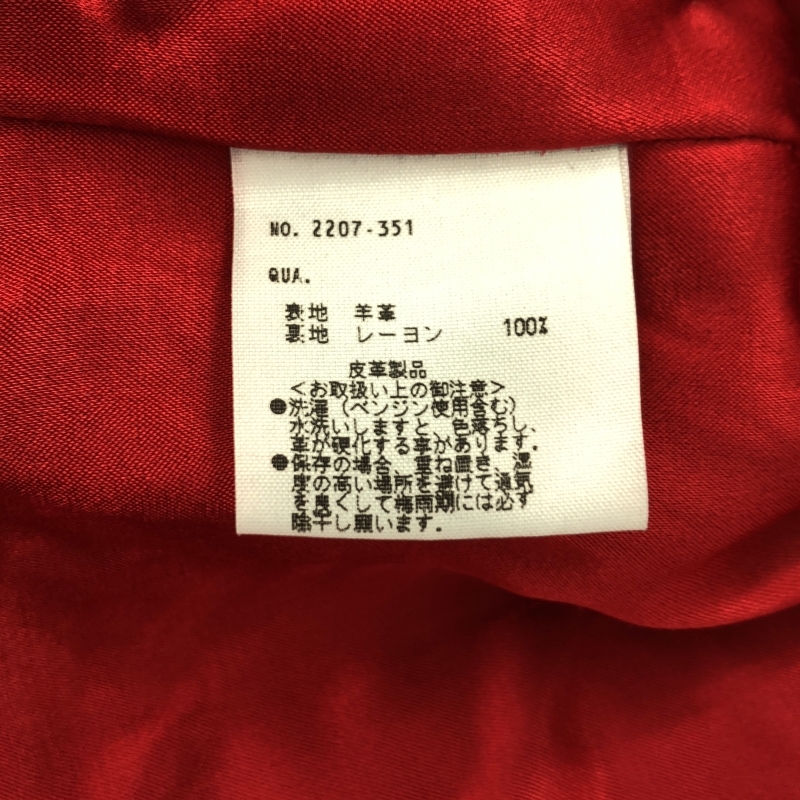 NO. 2207-351
QUA.
表地 羊革
裏地 レーヨン 100%
皮革製品
<お取扱い上の御注意>
●洗濯(ベンジン使用含む)
水洗いしますと、色落ちし、
革が硬化する事があります。
●保存の場合、重ね置き、湿
度の高い場所を避けて通気
を良くして梅雨期には必ず
陰干し願います。